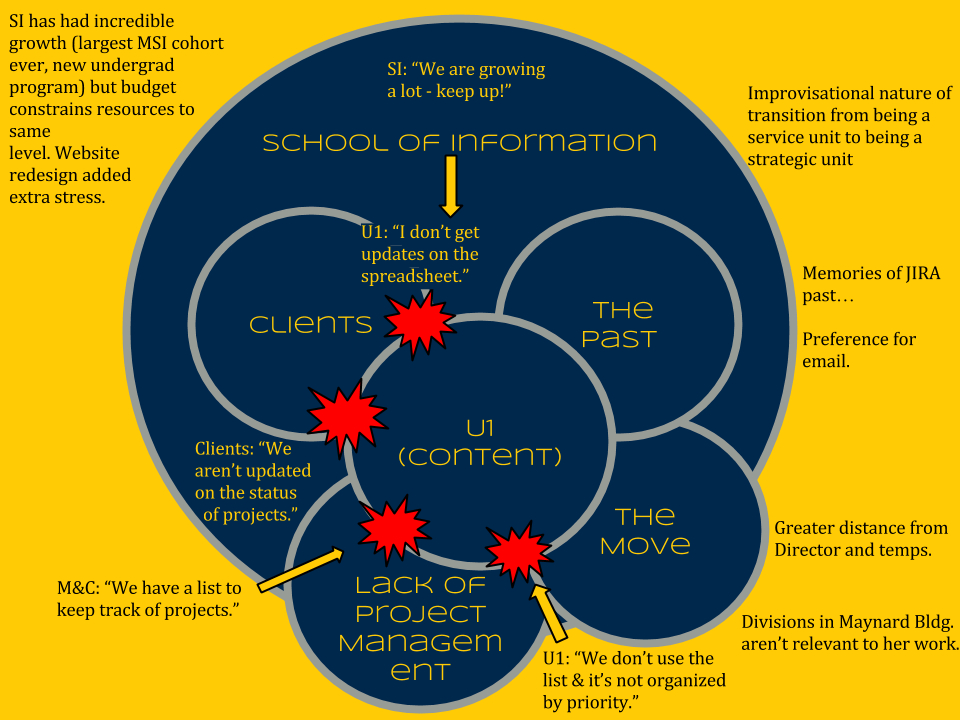 SI has had incredible
growth (largest MSI cohort
ever, new undergrad
program) but budget
constrains resources to
same
level. Website
redesign added
extra stress.
SI: “We are growing
a lot - keep up!”
School of Information
Improvisational nature of
transition from being a
service unit to being a
strategic unit
U1: “I don’t get
updates on the
spreadsheet.”
Clients
The
Past
Memories of JIRA
past…
Preference for
email.
U1
(Content)
Clients: “We
aren’t updated
on the status
of projects.”
The
Move
Greater distance from
Director and temps.
M&C: “We have a list to
keep track of projects.”
Lack of
Project
Managem
ent
Divisions in Maynard Bldg.
aren’t relevant to her work.
U1: “We don’t use the
list & it’s not organized
by priority.”